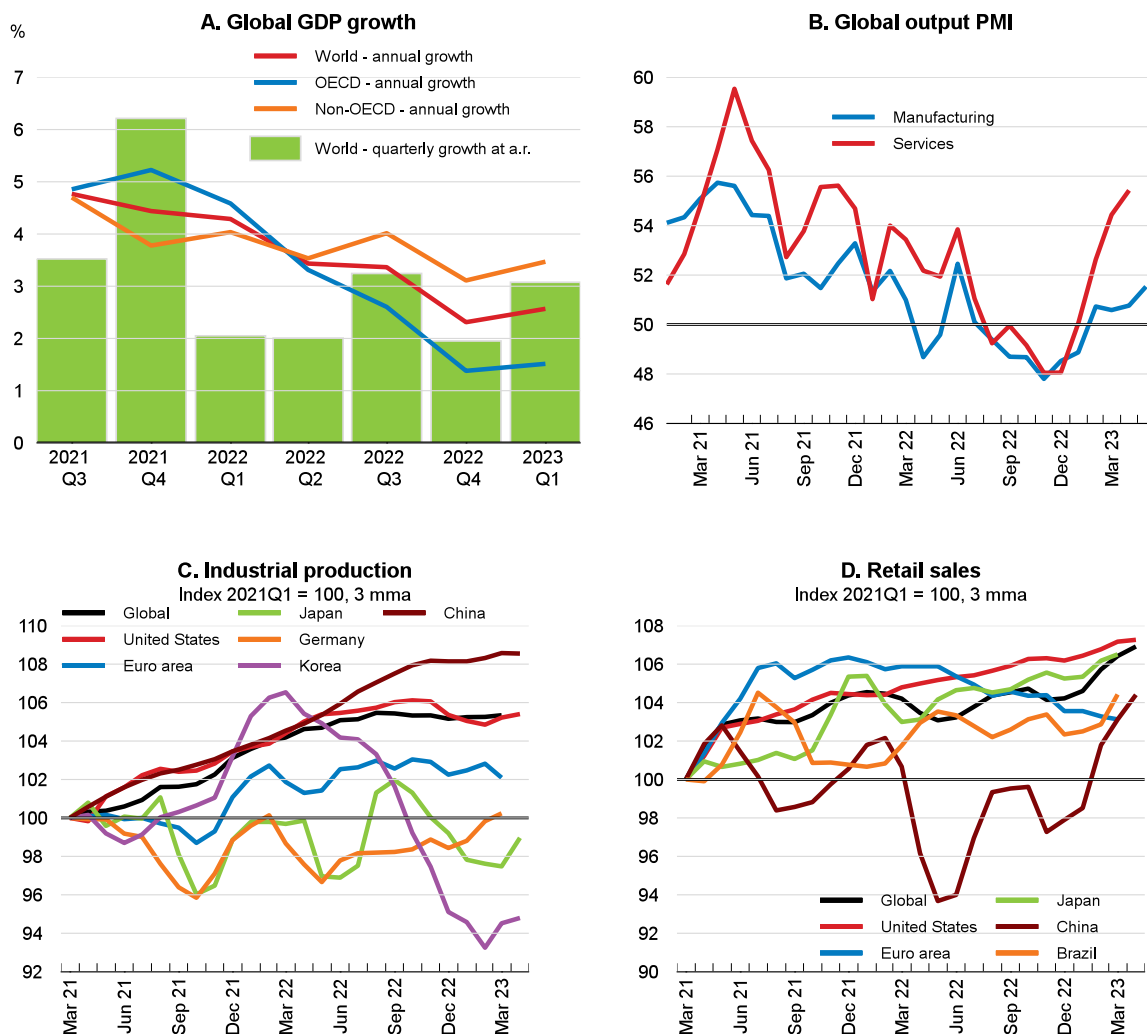 A. Global GDP growth
%
World - annual growth
OECD - annual growth
Non-OECD - annual growth
World - quarterly growth at a.r.
7
6
5
4
3
2
1
0
2021 Q3
2021 Q4
2022 Q1
2022 Q2
2022 Q3
2022 Q4
2023 Q1
B. Global output PMI
Manufacturing
Services
60
58
56
54
52
50
48
46
Mar 21
Jun 21
Sep 21
Dec 21
Mar 22
Jun 22
Sep 22
Dec 22
Mar 23
C. Industrial production
Index 2021Q1 = 100, 3 mma
Global
United States
Euro area
Japan
Germany
Korea
China
110
108
106
104
102
100
98
96
94
92
Mar 21
Jun 21
Sep 21
Dec 21
Mar 22
Jun 22
Sep 22
Dec 22
Mar 23
D. Retail sales
Index 2021Q1 = 100, 3 mma
108
106
104
102
100
98
96
94
92
90
Global
United States
Euro area
Japan
China
Brazil
Mar 21
Jun 21
Sep 21
Dec 21
Mar 22
Jun 22
Sep 22
Dec 22
Mar 23